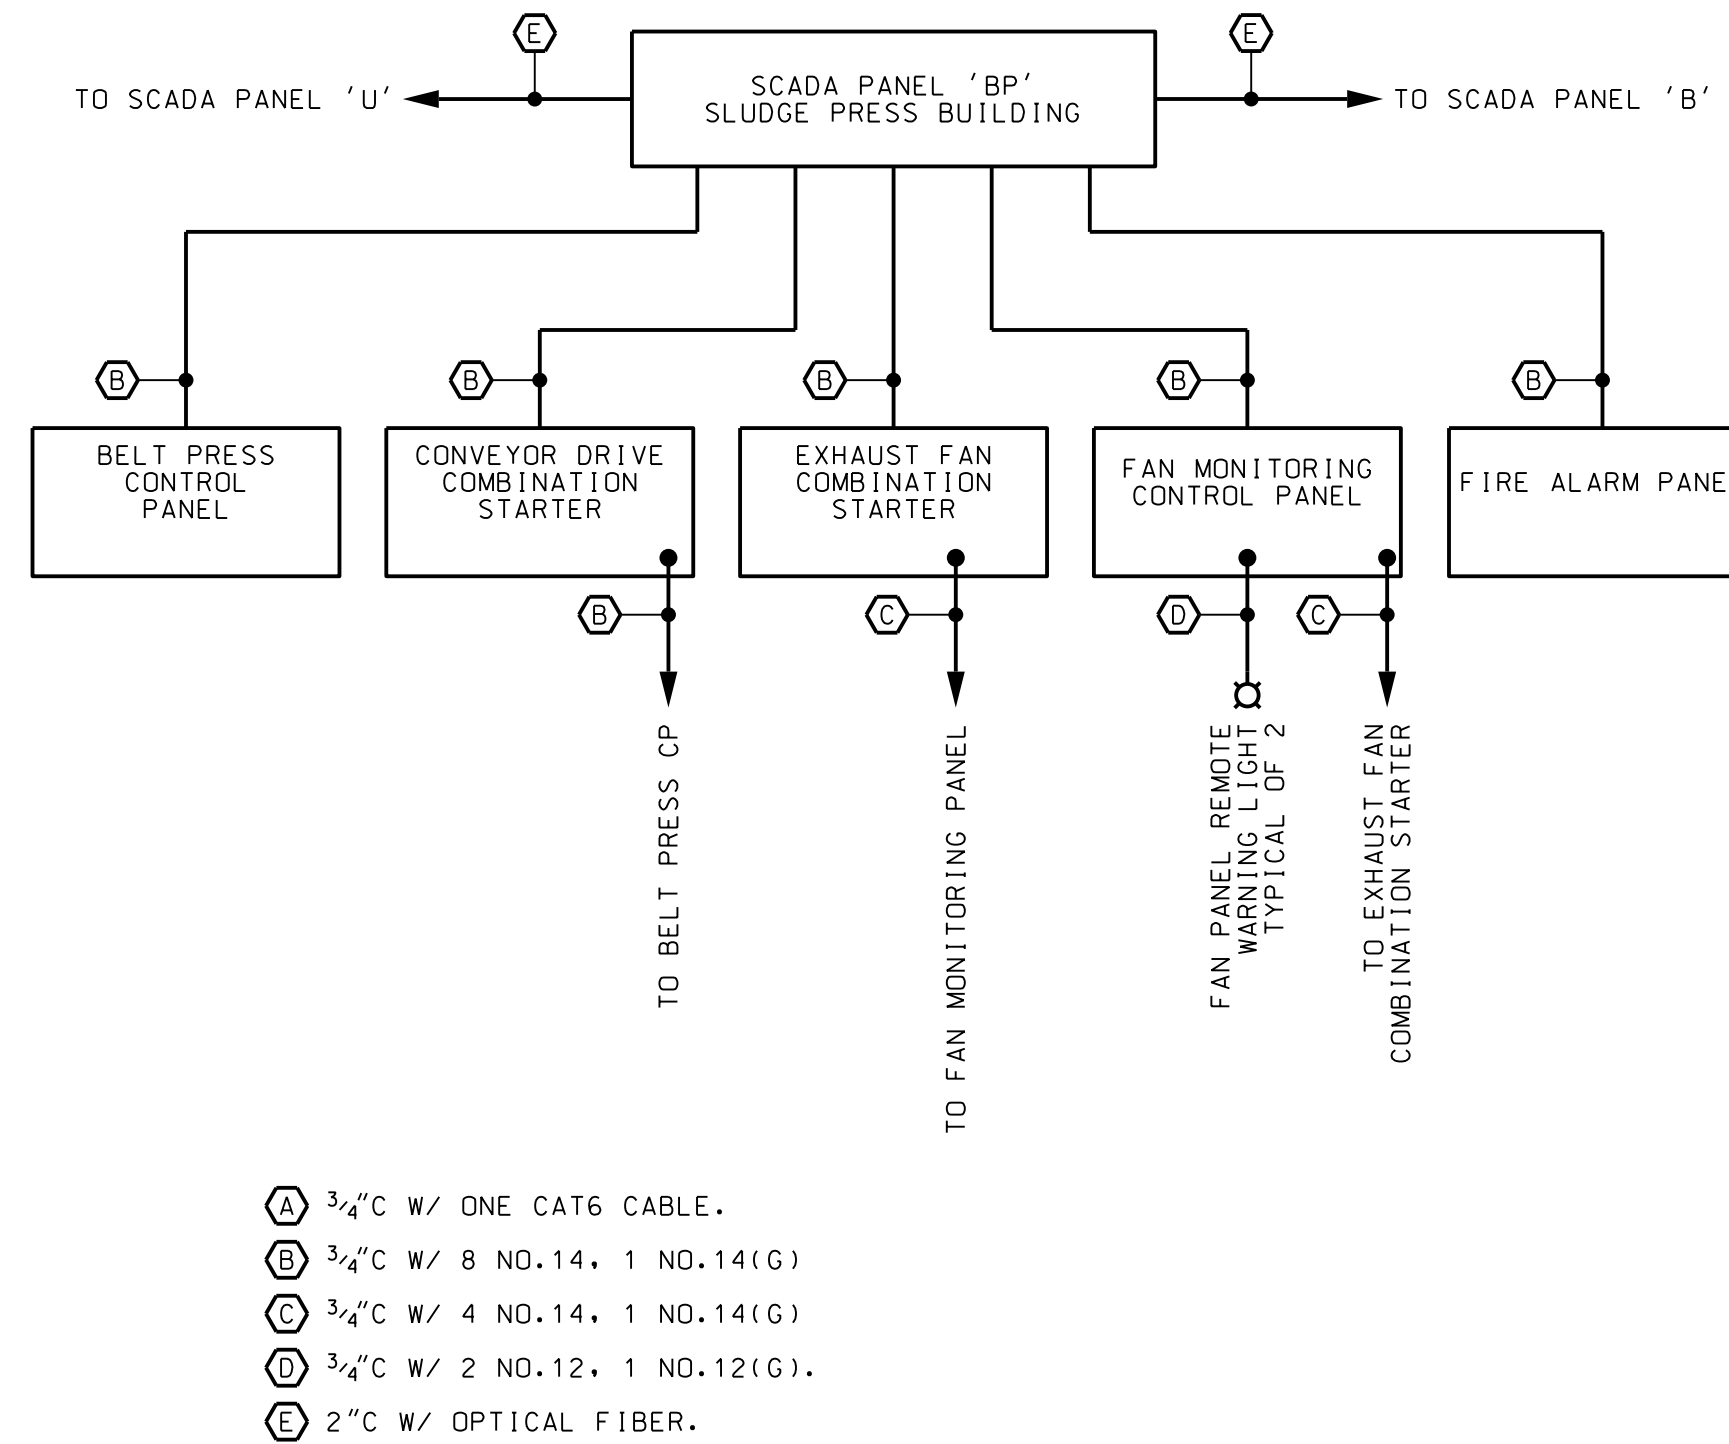 E
E
TO SCADA PANEL 'U'
SCADA PANEL 'BP'
SLUDGE PRESS BUILDING
TO SCADA PANEL 'B'
B
B
B
B
B
BELT PRESS
CONTROL
PANEL
CONVEYOR DRIVE
COMBINATION
STARTER
EXHAUST FAN
COMBINATION
STARTER
FAN MONITORING
CONTROL PANEL
FIRE ALARM PANE
B
C
D
C
TO BELT PRESS CP
TO FAN MONITORING PANEL
FAN PANEL REMOTE
WARNING LIGHT
TYPICAL OF 2
TO EXHAUST FAN
COMBINATION STARTER
A 3/4"C W/ ONE CAT6 CABLE.
B 3/4"C W/ 8 NO.14, 1 NO.14(G)
C 3/4"C W/ 4 NO.14, 1 NO.14(G)
D 3/4"C W/ 2 NO.12, 1 NO.12(G).
E 2"C W/ OPTICAL FIBER.